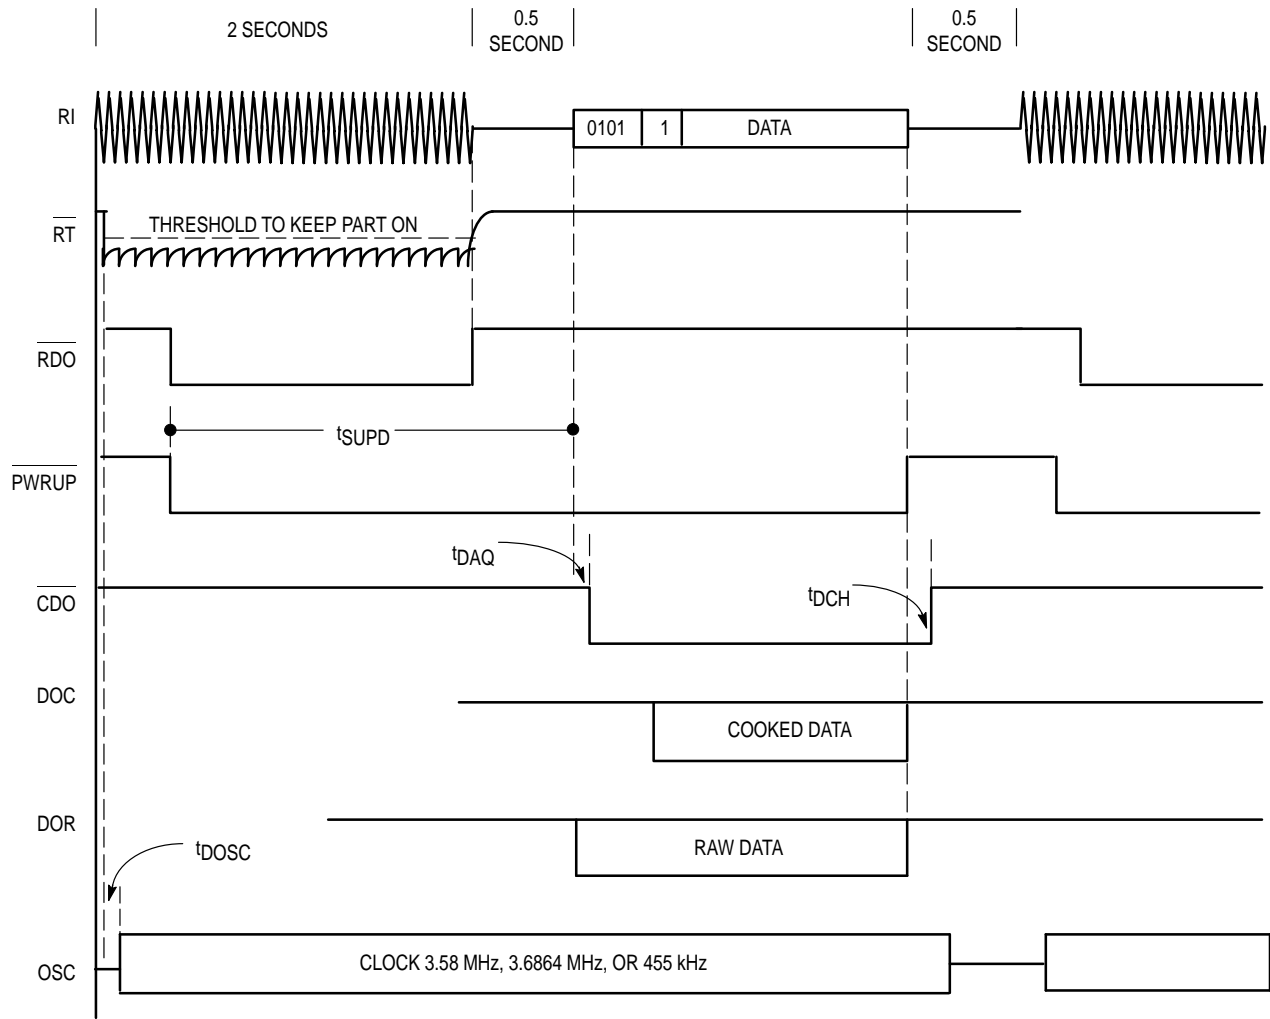 2 SECONDS
0.5
SECOND
0.5
SECOND
RI
0101
1
DATA
RT
THRESHOLD TO KEEP PART ON
RDO
tSUPD
PWRUP
tDAQ
CDO
tDCH
DOC
COOKED DATA
DOR
RAW DATA
tDOSC
OSC
CLOCK 3.58 MHz, 3.6864 MHz, OR 455 kHz